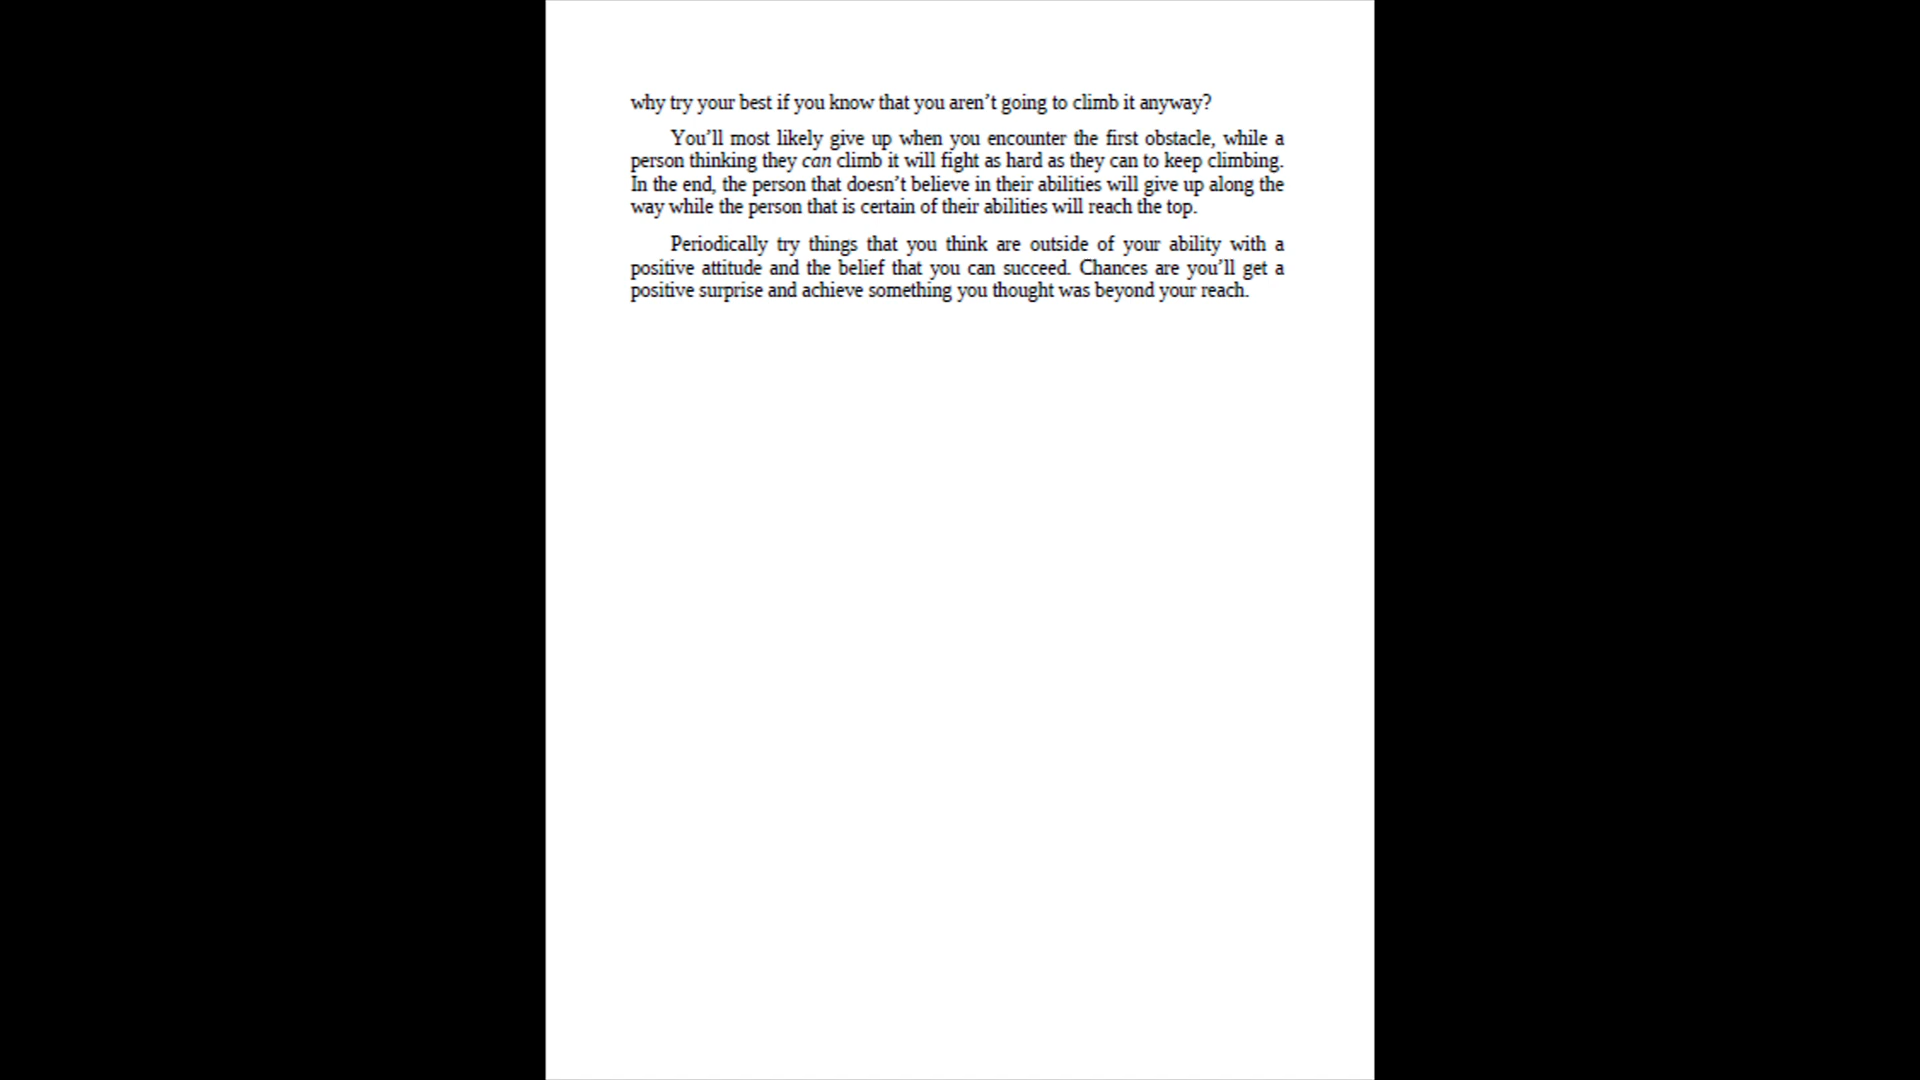 why try your best if you know that you aren’t going to climb it anyway?
You’ll most likely give up when you encounter the first obstacle, while a
person thinking they can climb it will fight as hard as they can to keep climbing.
In the end, the person that doesn’t believe in their abilities will give up along the
way while the person that is certain of their abilities will reach the top.
Periodically try things that you think are outside of your ability with a
positive attitude and the belief that you can succeed. Chances are you’ll get a
positive surprise and achieve something you thought was beyond your reach.